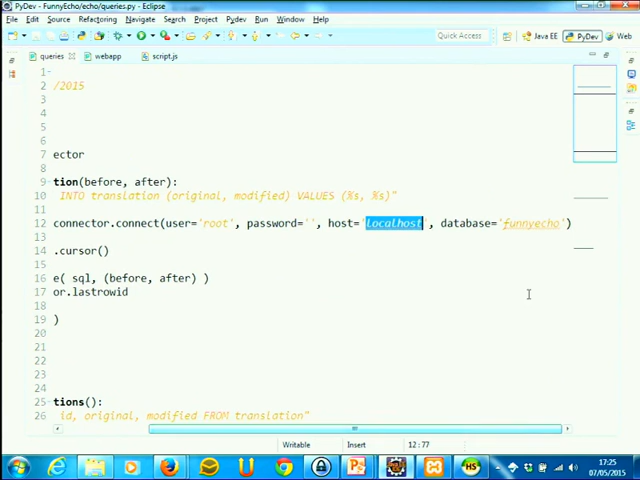 PyDev - FunnyEcho/echo/queries.py - Eclipse
File Edit Source Refactoring Navigate Search Project Pydev Run Window Help
Quick Access Java EE PyDev Web
queries webapp script.js
1
2 /2015
3
4
5
6
7 ector
8
9 tion(before, after):
10 INTO translation (original, modified) VALUES (%s, %s)"
11
12 connector.connect(user='root', password='', host='localhost', database='funnyecho')
13
14 .cursor()
15
16 e( sql, (before, after) )
17 or.lastrowid
18
19 )
20
21
22
23
24
25 tions():
26 id, original, modified FROM translation"
Writable Insert 12:77
17:25
07/05/2015